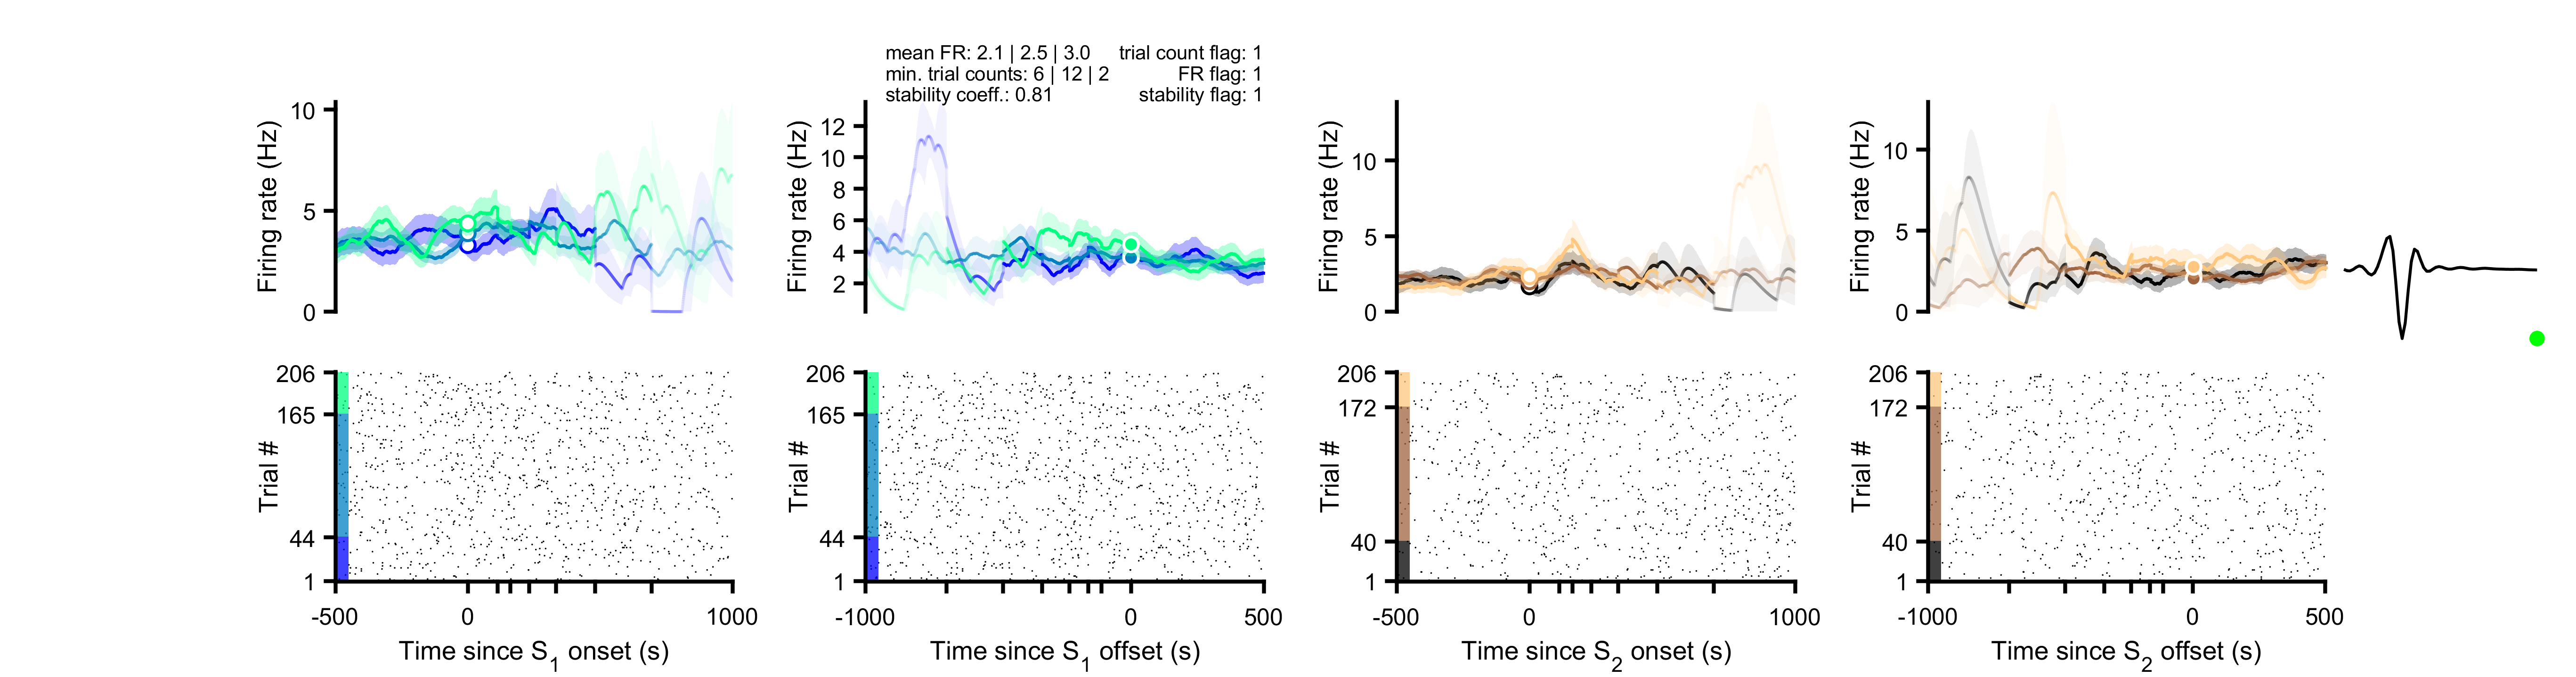 mean FR: 2.1 | 2.5 | 3.0 trial count flag: 1
min. trial counts: 6 | 12 | 2 FR flag: 1
stability coeff.: 0.81 stability flag: 1
Firing rate (Hz)
10
5
0
Firing rate (Hz)
12
10
8
6
4
2
Firing rate (Hz)
10
5
0
Firing rate (Hz)
10
5
0
Trial #
206
165
44
1
-500 0 1000
Time since S1 onset (s)
Trial #
206
165
44
1
-1000 0 500
Time since S1 offset (s)
Trial #
206
172
40
1
-500 0 1000
Time since S2 onset (s)
Trial #
206
172
40
1
-1000 0 500
Time since S2 offset (s)